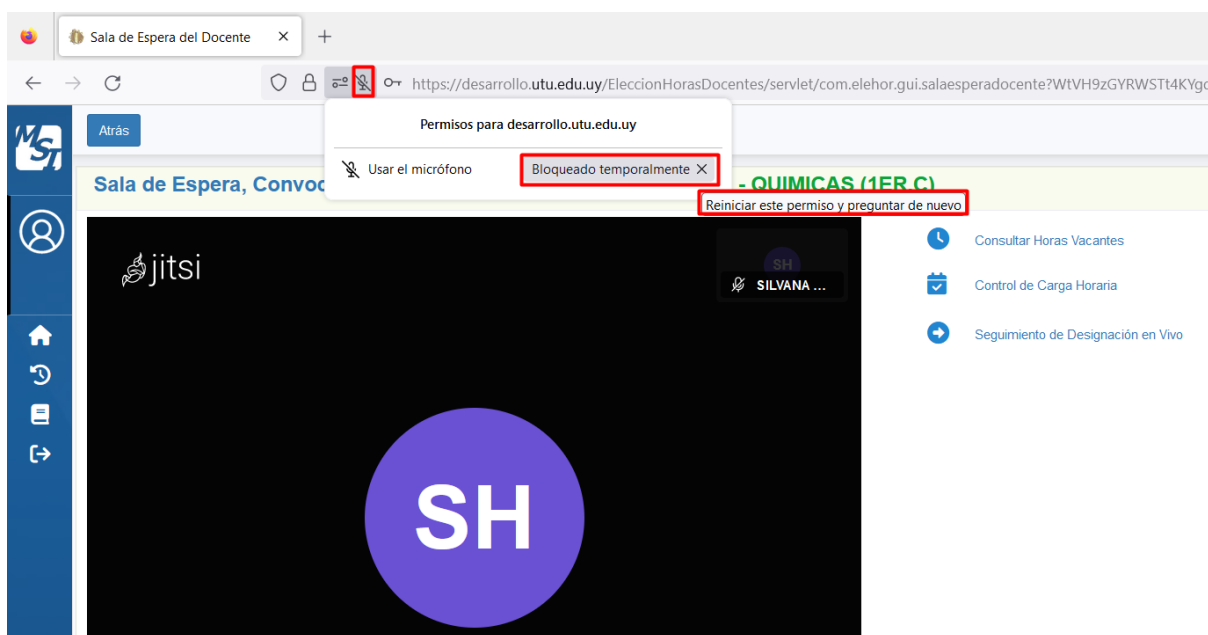 Sala de Espera del Docente
https://desarrollo.utu.edu.uy/EleccionHorasDocentes/servlet/com.elehor.gui.salaesperadocente?WtVH9zGYRWSTt4KYgc
Permisos para desarrollo.utu.edu.uy
MST
Atrás
Usar el micrófono
Bloqueado temporalmente
Sala de Espera, Convoc
- QUIMICAS (1ER.C)
Reiniciar este permiso y preguntar de nuevo
jitsi
SH
SILVANA ...
Consultar Horas Vacantes
Control de Carga Horaria
Seguimiento de Designación en Vivo
SH